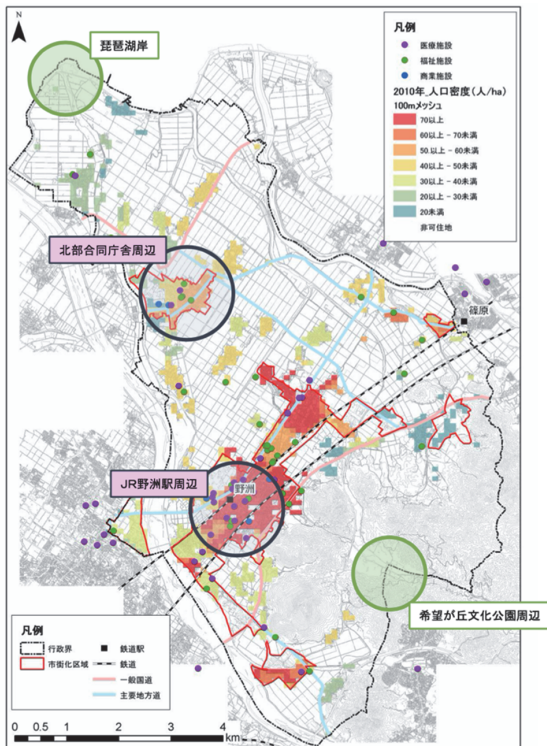 N
琵琶湖岸
凡例
医療施設
福祉施設
商業施設
2010年_人口密度(人/ha)
100mメッシュ
70以上
60以上 - 70未満
50.以上 - 60未満
40以上 - 50未満
30以上 - 40未満
20以上 - 30未満
20未満
非可住地
北部合同庁舎周辺
篠原
JR野洲駅周辺
野洲
希望が丘文化公園周辺
凡例
行政界
市街化区域
鉄道駅
鉄道
一般国道
主要地方道
0 0.5 1 2 3 4
km